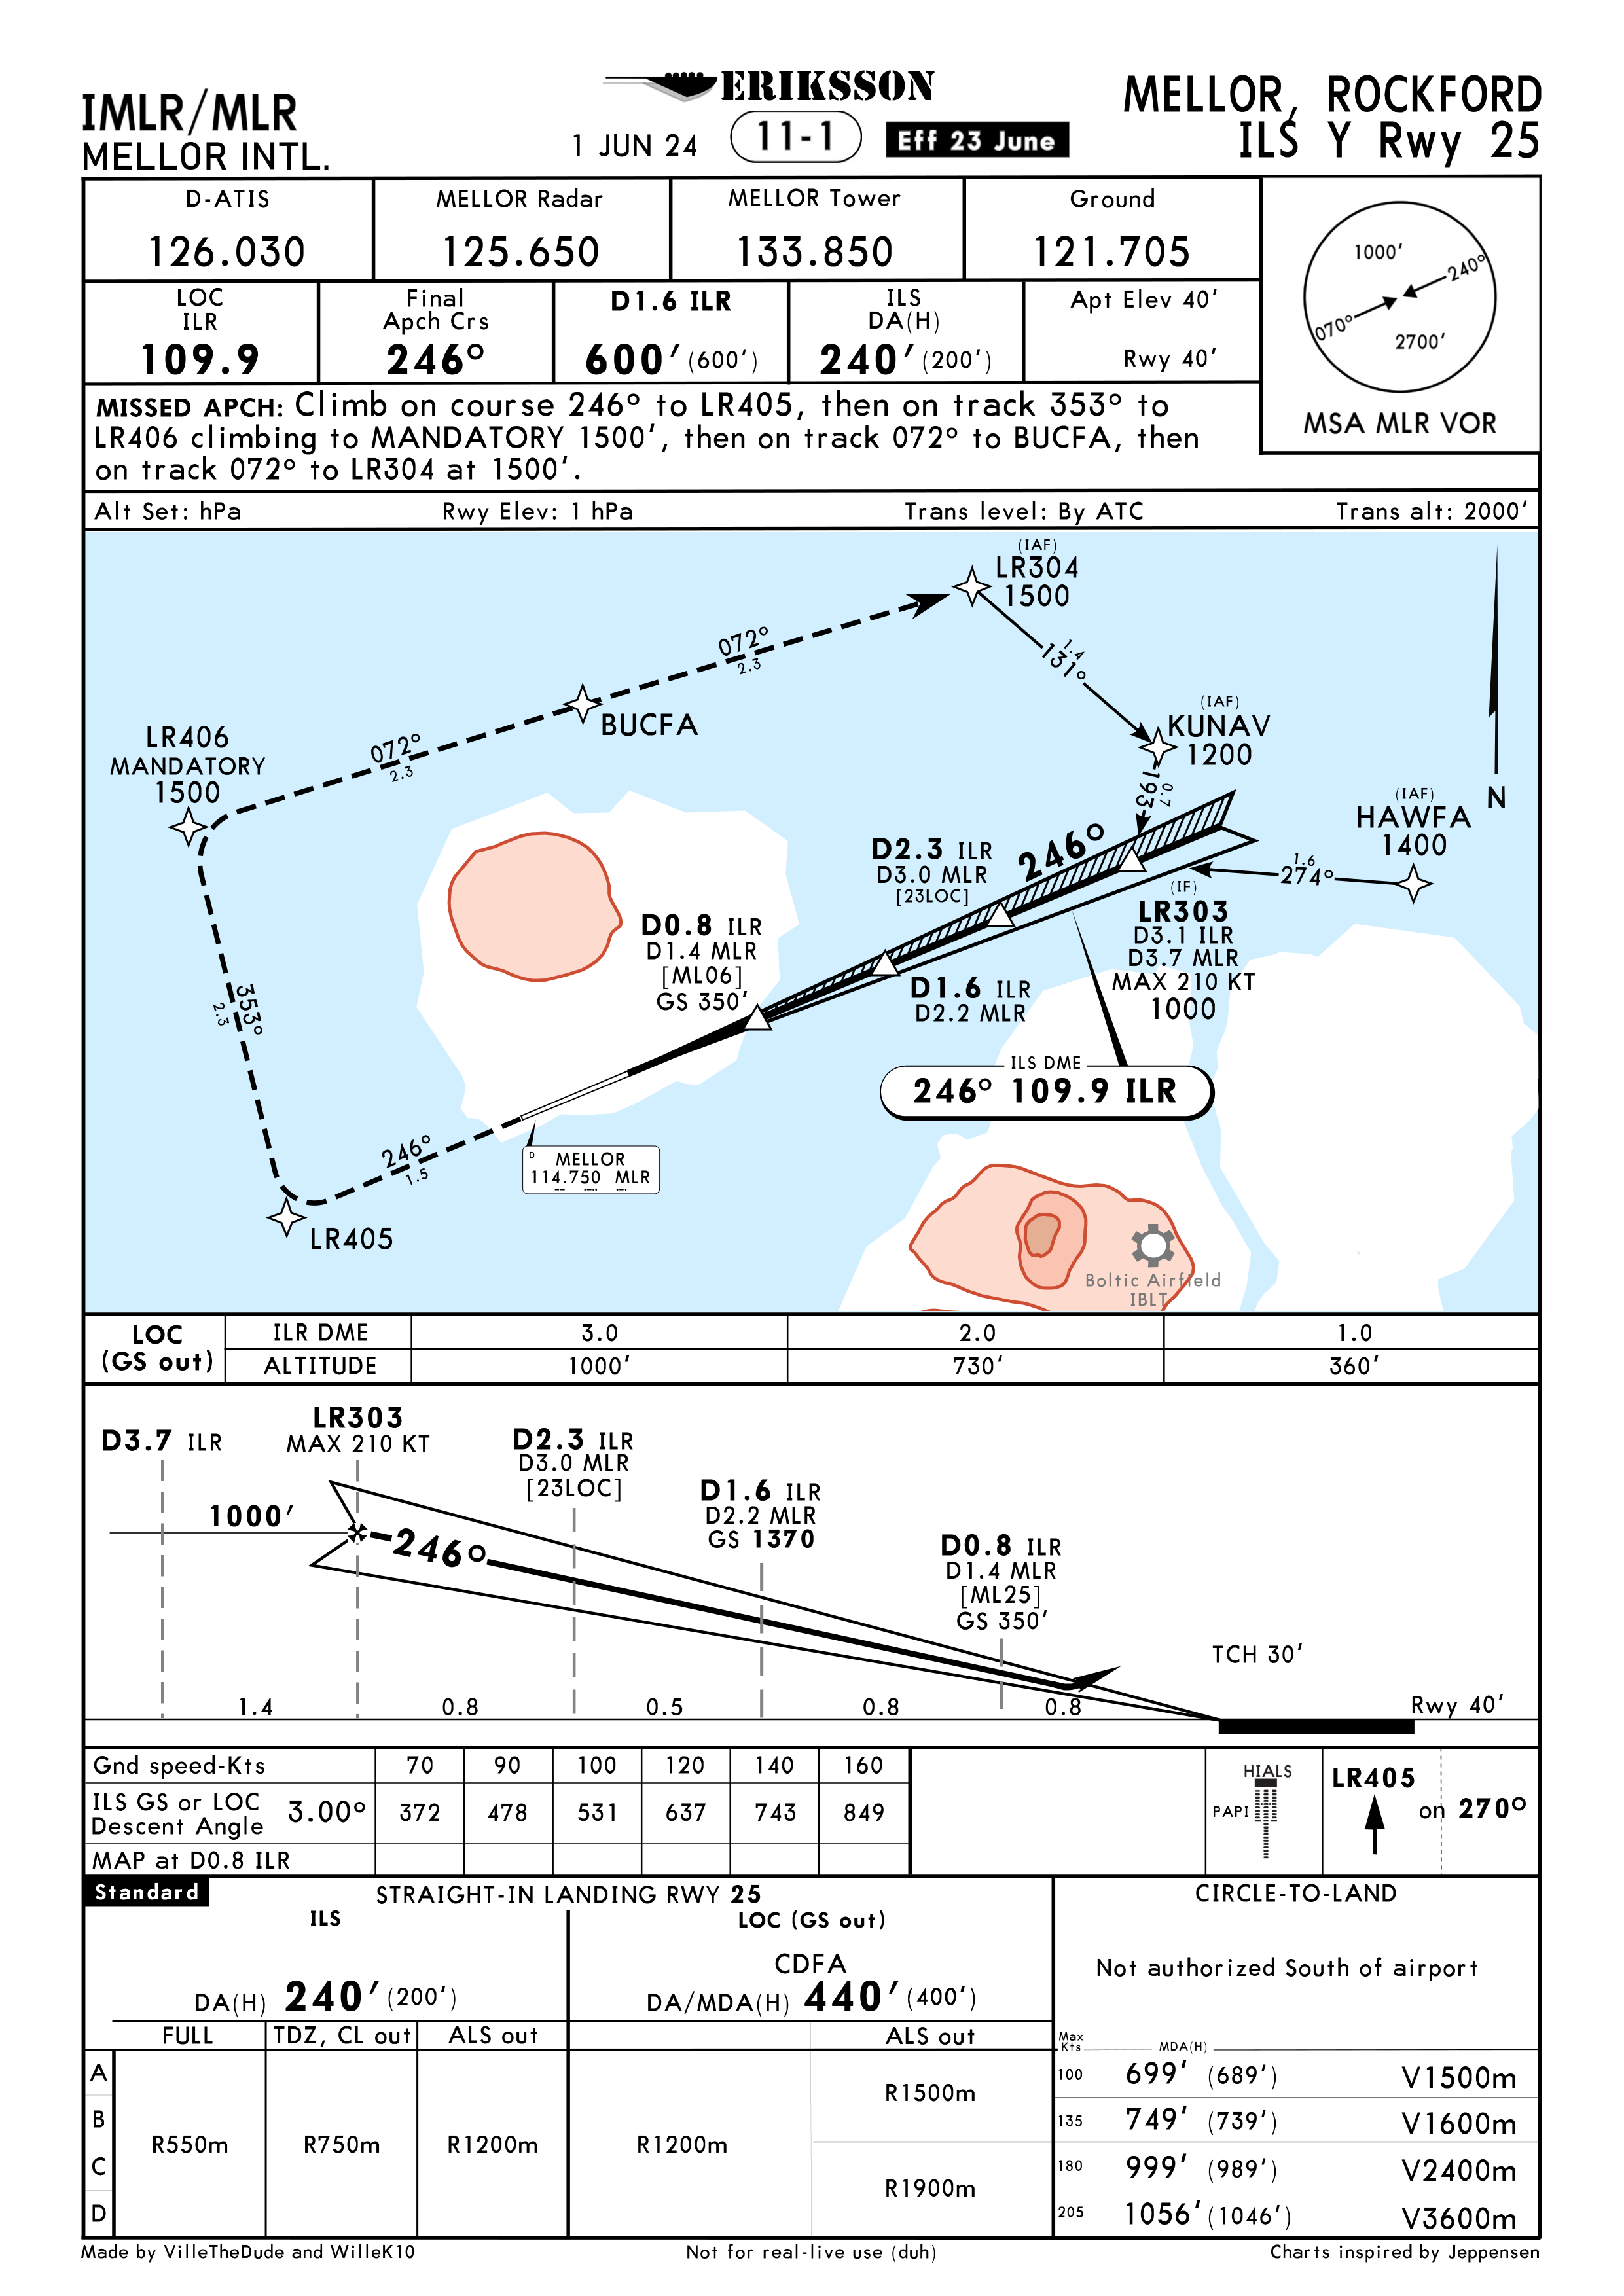 IMLR/MLR
MELLOR INTL.
ERIKSSON
1 JUN 24
11-1
Eff 23 June
MELLOR, ROCKFORD
ILS Y Rwy 25
D-ATIS
126.030
MELLOR Radar
125.650
MELLOR Tower
133.850
Ground
121.705
LOC
ILR
109.9
Final
Apch Crs
246°
D1.6 ILR
600′ (600′)
ILS
DA(H)
240′ (200′)
Apt Elev 40′
Rwy 40′
1000′
240°
070°
2700′
MSA MLR VOR
MISSED APCH: Climb on course 246° to LR405, then on track 353° to
LR406 climbing to MANDATORY 1500′, then on track 072° to BUCFA, then
on track 072° to LR304 at 1500′.
Alt Set: hPa
Rwy Elev: 1 hPa
Trans level: By ATC
Trans alt: 2000′
(IAF)
LR304
1500
072°
2.3
1.4
131°
BUCFA
(IAF)
KUNAV
1200
LR406
MANDATORY
1500
072°
2.3
193°
0.7
N
(IAF)
HAWFA
1400
246°
D2.3 ILR
D3.0 MLR
[23LOC]
1.6
274°
(IF)
LR303
D3.1 ILR
D3.7 MLR
MAX 210 KT
1000
D0.8 ILR
D1.4 MLR
[ML06]
GS 350′
D1.6 ILR
D2.2 MLR
353°
2.3
ILS DME
246° 109.9 ILR
246°
1.5
D MELLOR
114.750 MLR
LR405
Boltic Airfield
IBLT
LOC
(GS out)
ILR DME
3.0
2.0
1.0
ALTITUDE
1000′
730′
360′
D3.7 ILR
LR303
MAX 210 KT
D2.3 ILR
D3.0 MLR
[23LOC]
D1.6 ILR
D2.2 MLR
GS 1370
D0.8 ILR
D1.4 MLR
[ML25]
GS 350′
1000′
246°
TCH 30′
1.4
0.8
0.5
0.8
0.8
Rwy 40′
Gnd speed-Kts
70
90
100
120
140
160
ILS GS or LOC
Descent Angle
3.00°
372
478
531
637
743
849
MAP at D0.8 ILR
HIALS
PAPI
LR405
on 270°
Standard
STRAIGHT-IN LANDING RWY 25
ILS
LOC (GS out)
CDFA
DA(H) 240′ (200′)
DA/MDA(H) 440′ (400′)
FULL
TDZ, CL out
ALS out
ALS out
A
B
C
D
R550m
R750m
R1200m
R1200m
R1500m
R1900m
CIRCLE-TO-LAND
Not authorized South of airport
Max
Kts
MDA(H)
100
699′ (689′)
V1500m
135
749′ (739′)
V1600m
180
999′ (989′)
V2400m
205
1056′ (1046′)
V3600m
Made by VilleTheDude and WilleK10
Not for real-live use (duh)
Charts inspired by Jeppensen